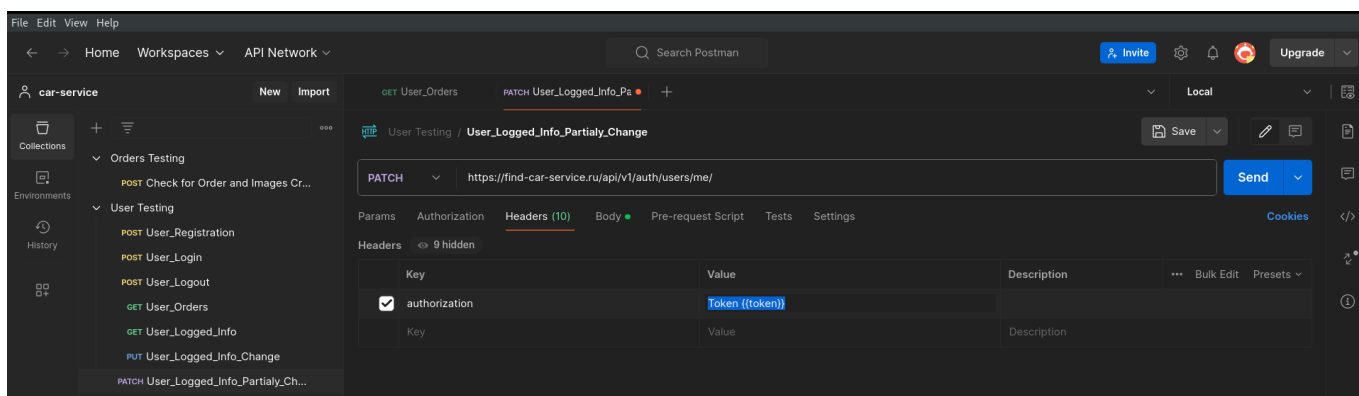 File Edit View Help
Home Workspaces API Network Search Postman Invite Upgrade
car-service New Import GET User_Orders PATCH User_Logged_Info_Pa Local
Collections
Environments
History
Orders Testing
POST Check for Order and Images Cr...
User Testing
POST User_Registration
POST User_Login
POST User_Logout
GET User_Orders
GET User_Logged_Info
PUT User_Logged_Info_Change
PATCH User_Logged_Info_Partialy_Ch...
HTTP User Testing / User_Logged_Info_Partialy_Change Save
PATCH https://find-car-service.ru/api/v1/auth/users/me/ Send
Params Authorization Headers (10) Body Pre-request Script Tests Settings Cookies
Headers 9 hidden
Key Value Description Bulk Edit Presets
authorization Token {{token}}
Key Value Description